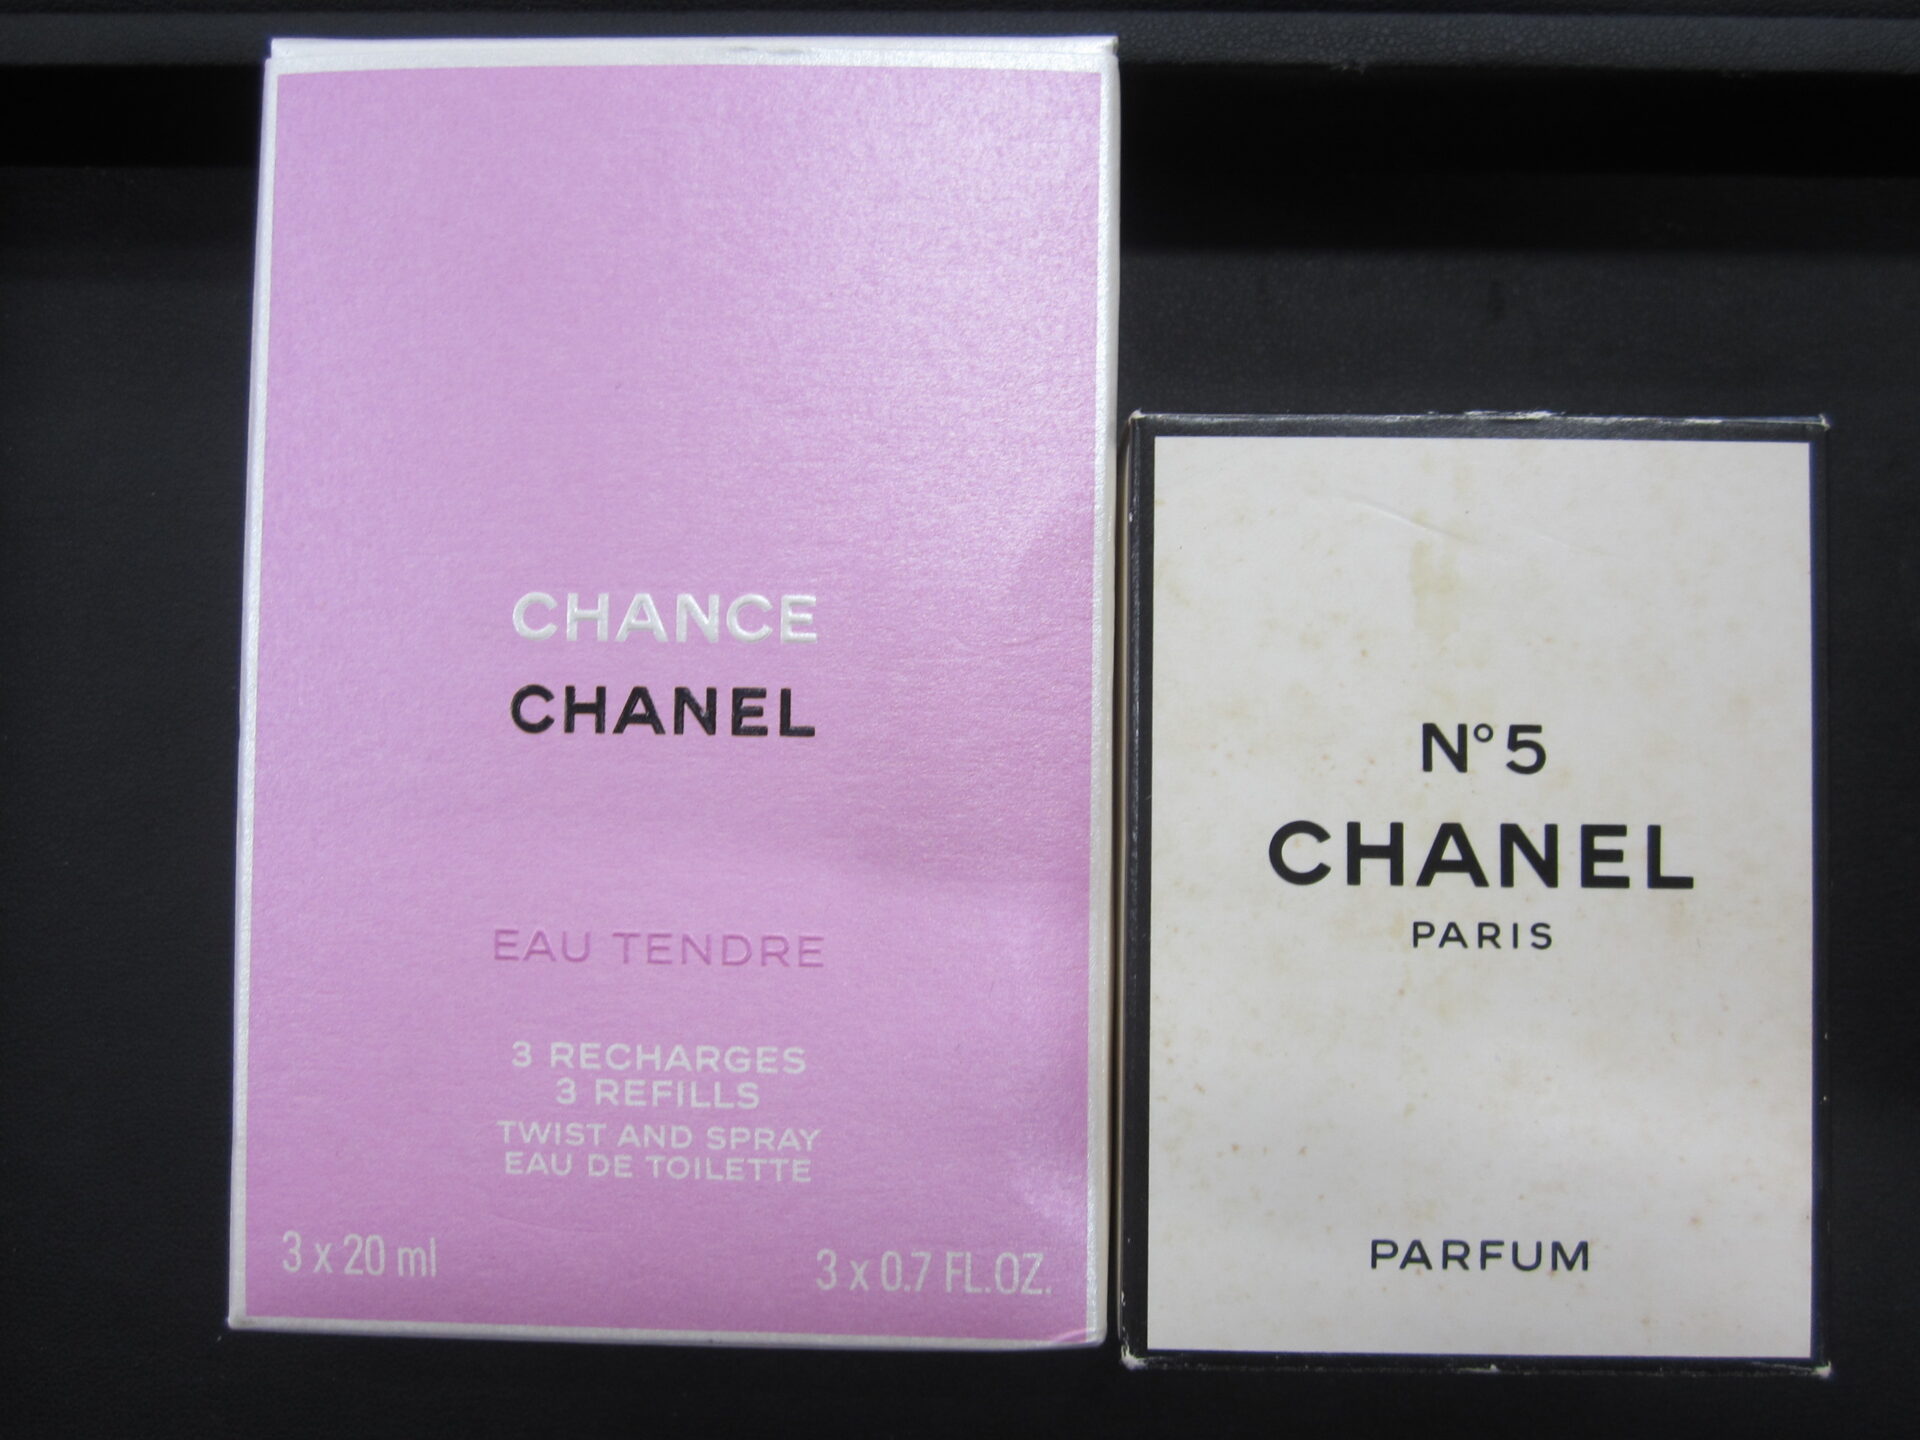 CHANCE
CHANEL
EAU TENDRE
3 RECHARGES
3 REFILLS
TWIST AND SPRAY
EAU DE TOILETTE
3 x 20 ml
3 x 0.7 FL.OZ.
N°5
CHANEL
PARIS
PARFUM